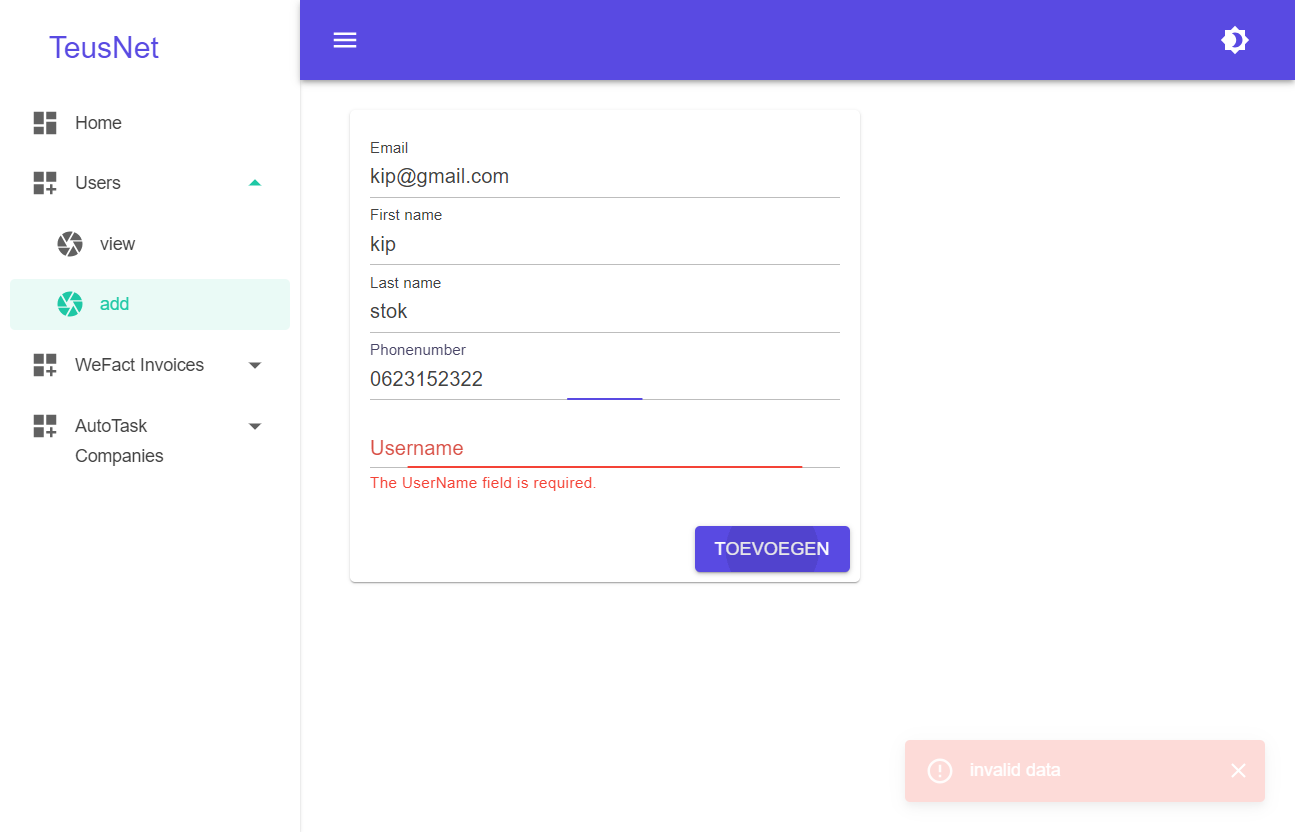 TeusNet
Home
Users
view
add
WeFact Invoices
AutoTask
Companies
Email
kip@gmail.com
First name
kip
Last name
stok
Phonenumber
0623152322
Username
The UserName field is required.
TOEVOEGEN
invalid data